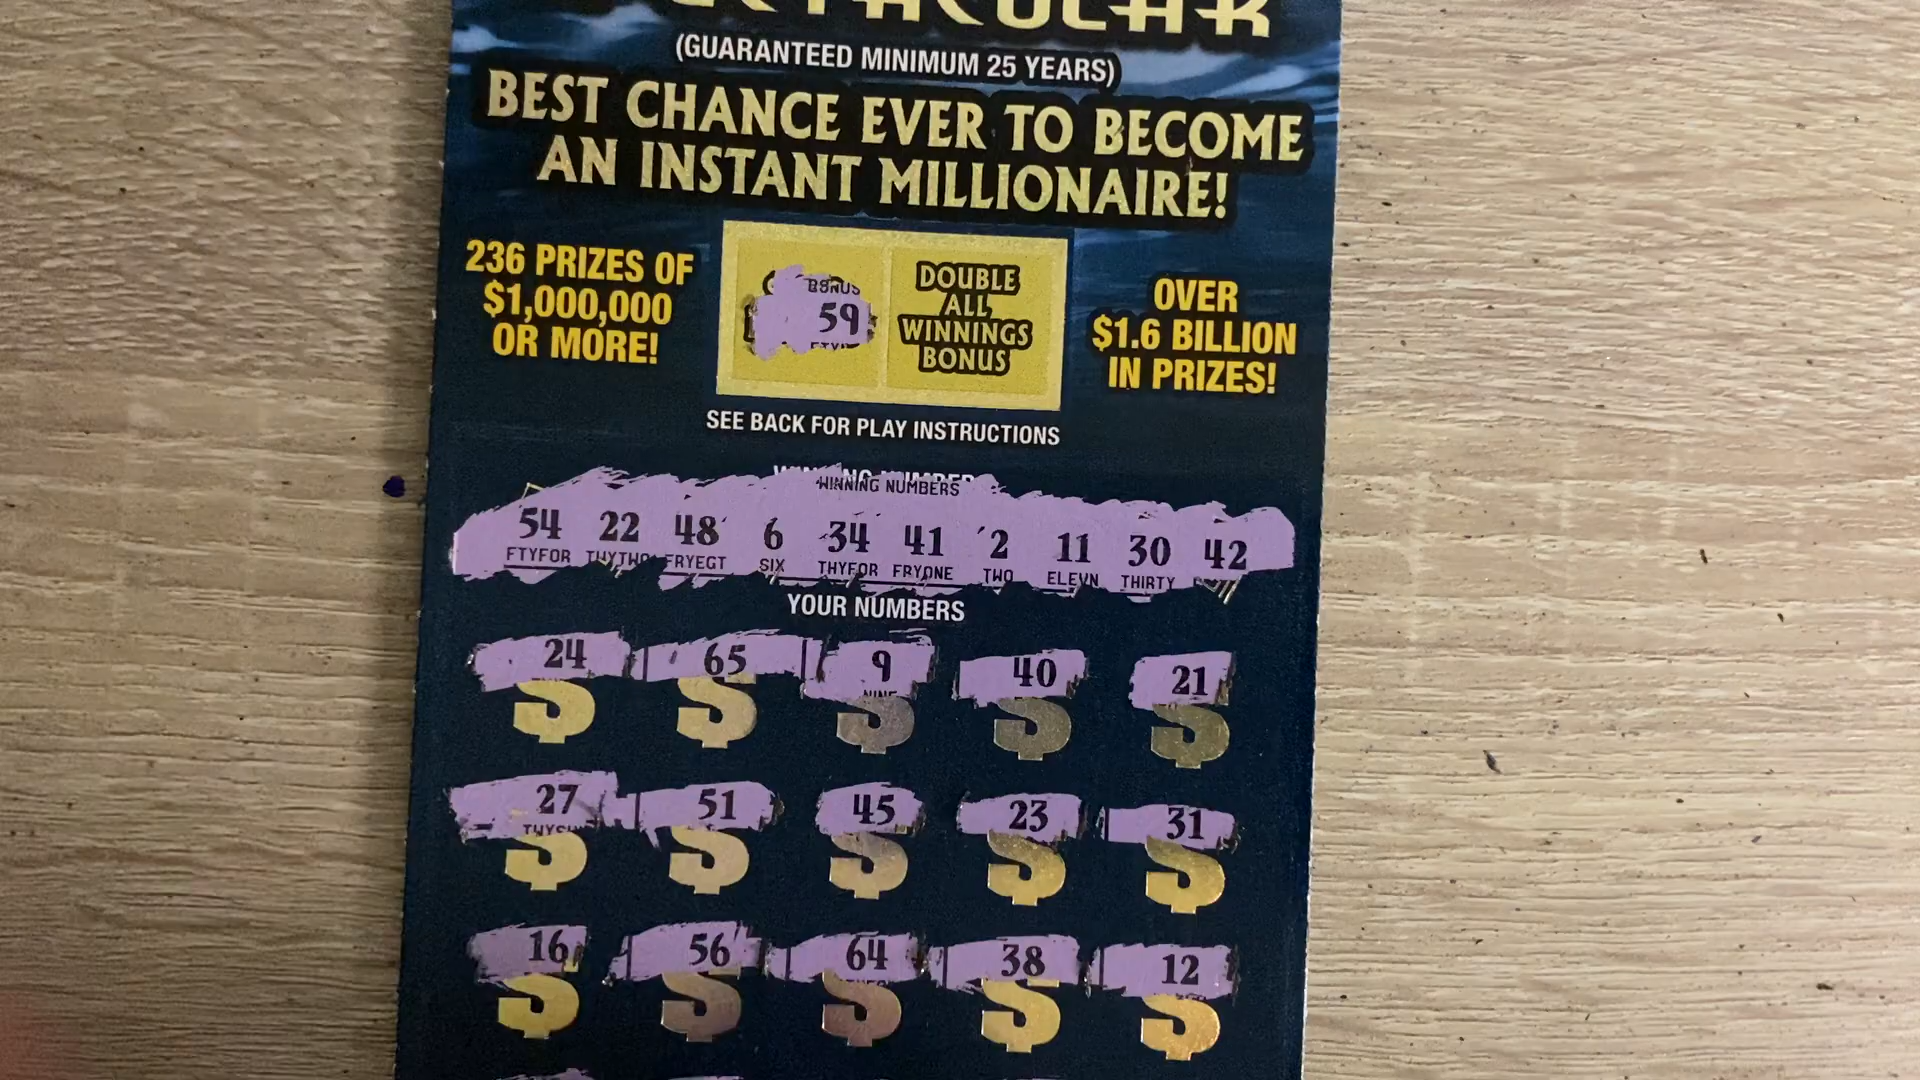 (GUARANTEED MINIMUM 25 YEARS)
BEST CHANCE EVER TO BECOME
AN INSTANT MILLIONAIRE!
236 PRIZES OF
$1,000,000
OR MORE!
BONUS
59
DOUBLE
ALL
WINNINGS
BONUS
OVER
$1.6 BILLION
IN PRIZES!
SEE BACK FOR PLAY INSTRUCTIONS
WINNING NUMBERS
54 22 48 6 34 41 2 11 30 42
FTYFOR TWYTWO FRYEGT SIX THYFOR FRYONE TWO ELEVN THIRTY
YOUR NUMBERS
24 65 9 40 21
NINE
$ $ $ $ $
27 51 45 23 31
$ $ $ $ $
16 56 64 38 12
$ $ $ $ $